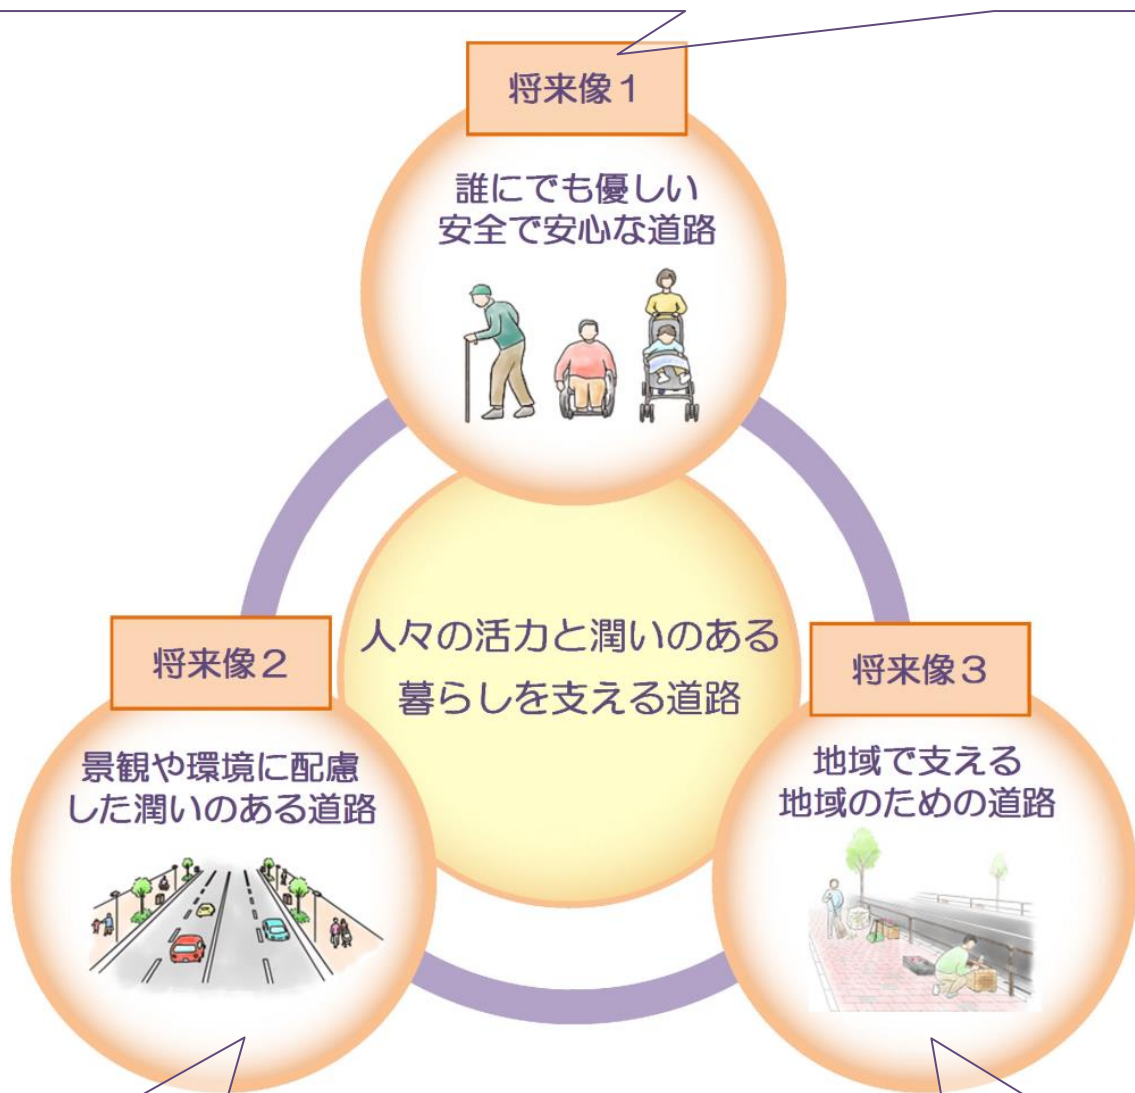 将来像１
誰にでも優しい
安全で安心な道路
人々の活力と潤いのある
暮らしを支える道路
将来像２
景観や環境に配慮
した潤いのある道路
将来像３
地域で支える
地域のための道路